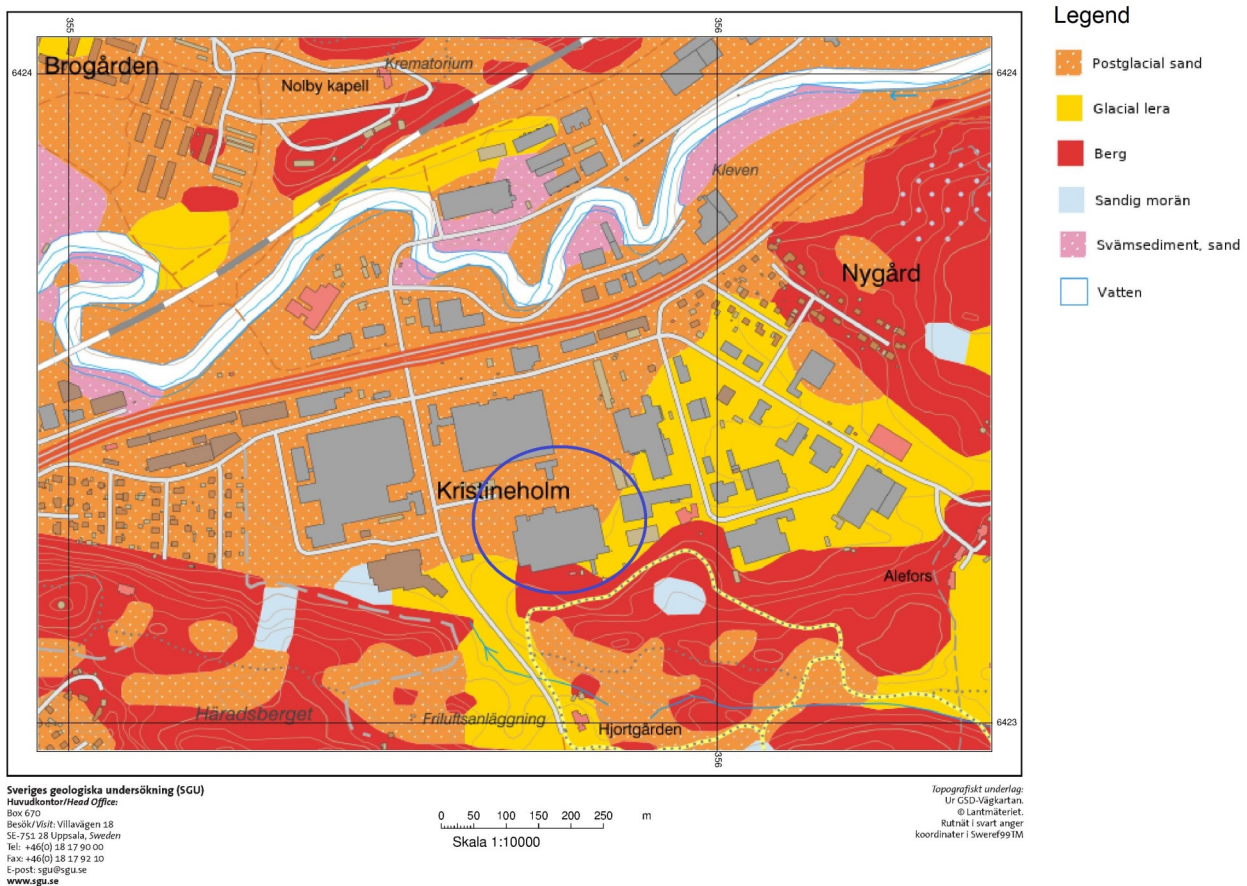 355
356
Legend
6424
Brogården
Krematorium
6424
Nolby kapell
Postglacial sand
Glacial lera
Berg
Kleven
Sandig morän
Svämsediment, sand
Nygård
Vatten
Kristineholm
Alefors
Häradsberget
Friluftsanläggning
Hjortgården
6423
355
356
Sveriges geologiska undersökning (SGU)
Huvudkontor/Head Office:
Box 670
Besök/Visit: Villavägen 18
SE-751 28 Uppsala, Sweden
Tel: +46(0) 18 17 90 00
Fax: +46(0) 18 17 92 10
E-post: sgu@sgu.se
www.sgu.se
0 50 100 150 200 250 m
Skala 1:10000
Topografiskt underlag:
Ur GSD-Vägkartan.
© Lantmäteriet.
Rutnät i svart anger
koordinater i Sweref99TM